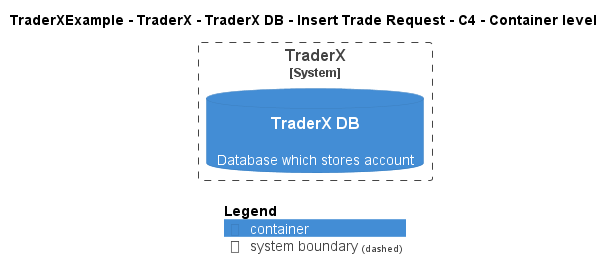 TraderXExample - TraderX - TraderX DB - Insert Trade Request - C4 - Container level
TraderX
[System]
TraderX DB
Database which stores account
Legend
container
system boundary (dashed)